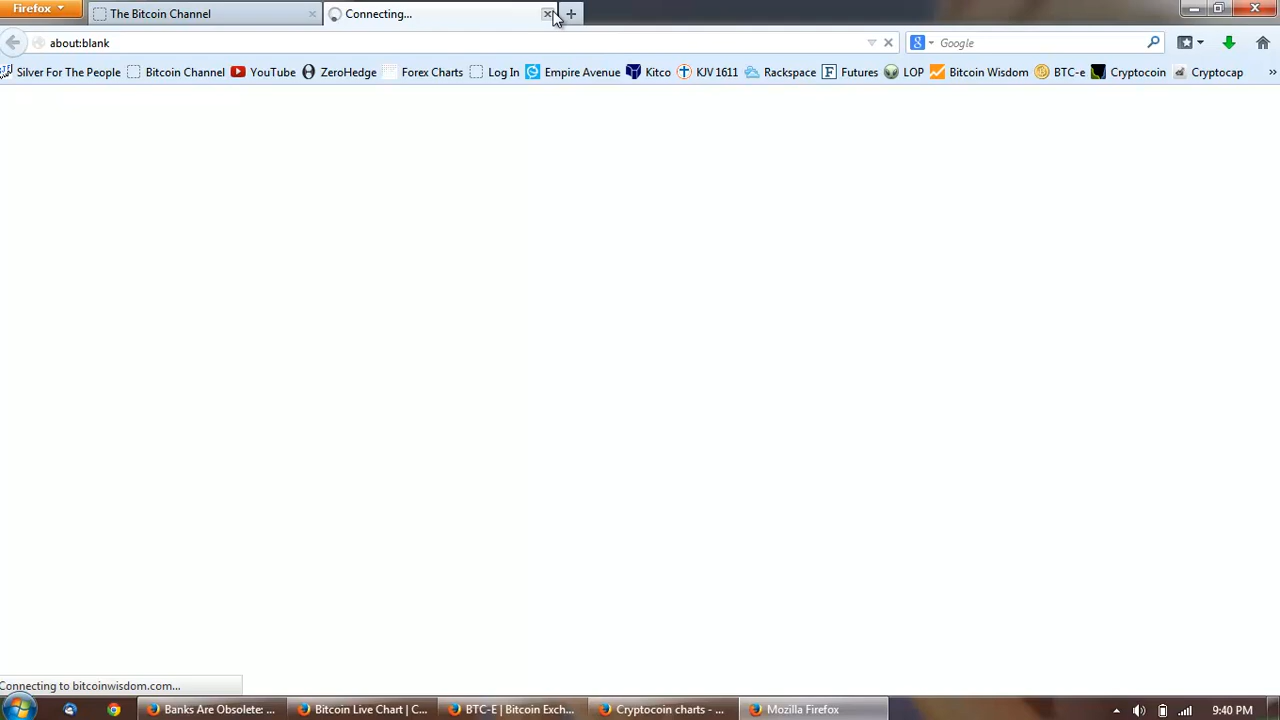 Firefox
The Bitcoin Channel
Connecting...
about:blank
Google
Silver For The People
Bitcoin Channel
YouTube
ZeroHedge
Forex Charts
Log In
Empire Avenue
Kitco
KJV 1611
Rackspace
Futures
LOP
Bitcoin Wisdom
BTC-e
Cryptocoin
Cryptocap
Connecting to bitcoinwisdom.com...
Banks Are Obsolete: ...
Bitcoin Live Chart | C...
BTC-E | Bitcoin Exch...
Cryptocoin charts - ...
Mozilla Firefox
9:40 PM